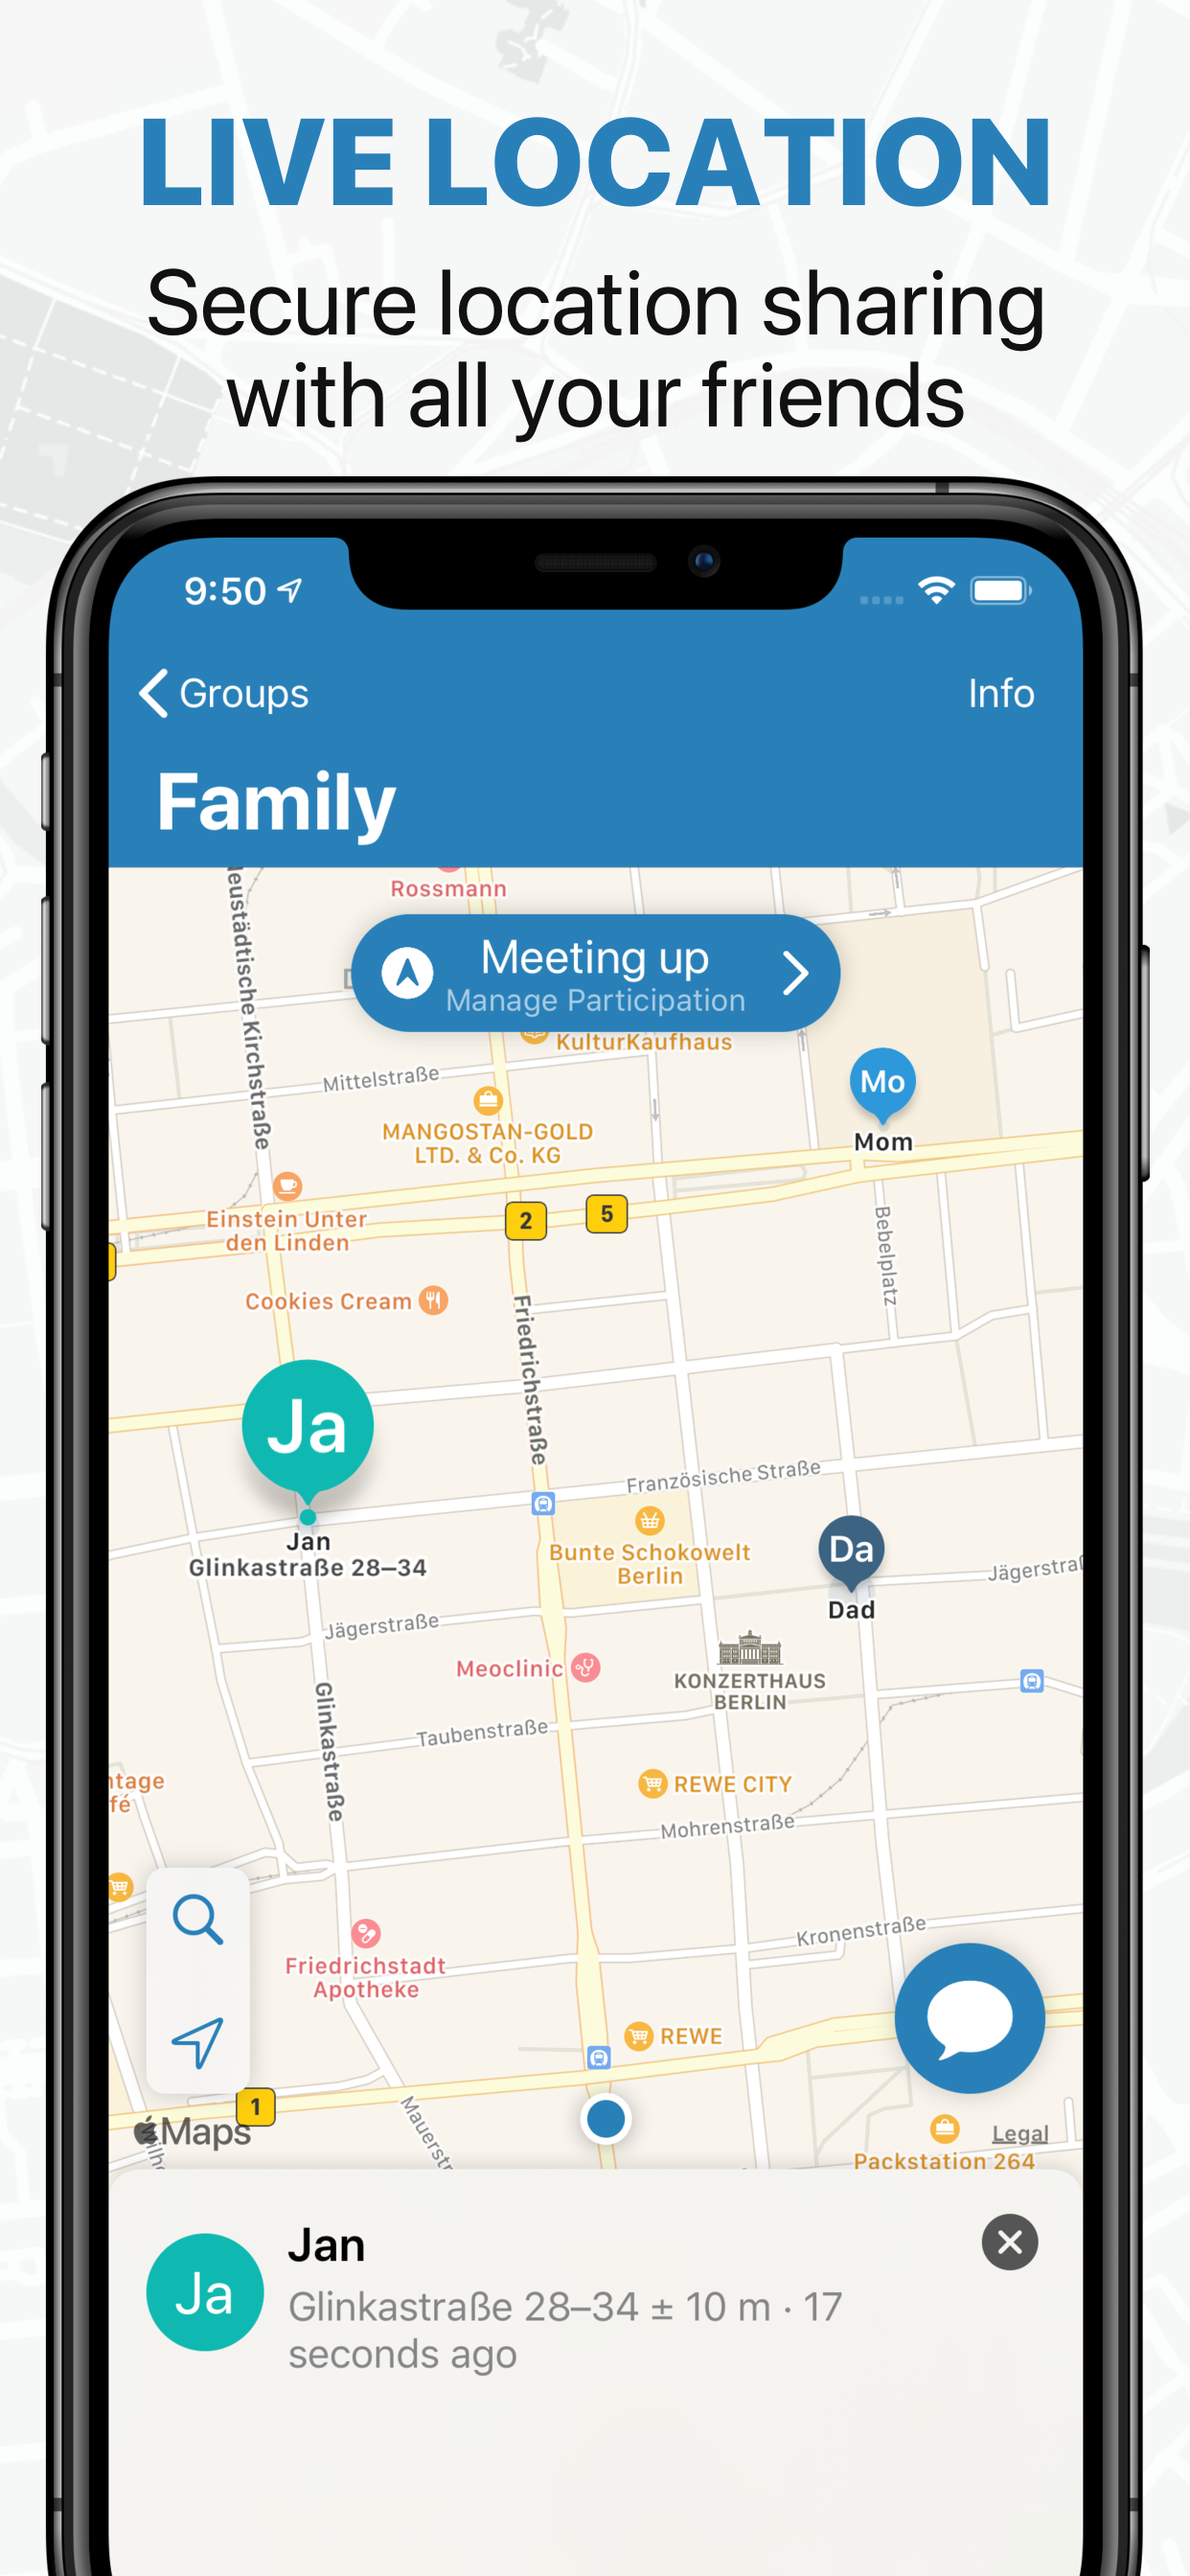 LIVE LOCATION
Secure location sharing
with all your friends
9:50
Groups
Info
Family
Rossmann
Meeting up
Manage Participation
KulturKaufhaus
Neustädtische Kirchstraße
Mittelstraße
Mo
Mom
MANGOSTAN-GOLD
LTD. & Co. KG
Einstein Unter
den Linden
2
5
Bebelplatz
Cookies Cream
Friedrichstraße
Ja
Französische Straße
Jan
Glinkastraße 28–34
Bunte Schokowelt
Berlin
Da
Dad
Jägerstraß
Jägerstraße
Meoclinic
KONZERTHAUS
BERLIN
Glinkastraße
Taubenstraße
ntage
fé
REWE CITY
Mohrenstraße
Kronenstraße
Friedrichstadt
Apotheke
REWE
1
Maps
Mauerstr
Legal
Packstation 264
Ja
Jan
Glinkastraße 28–34 ± 10 m · 17
seconds ago